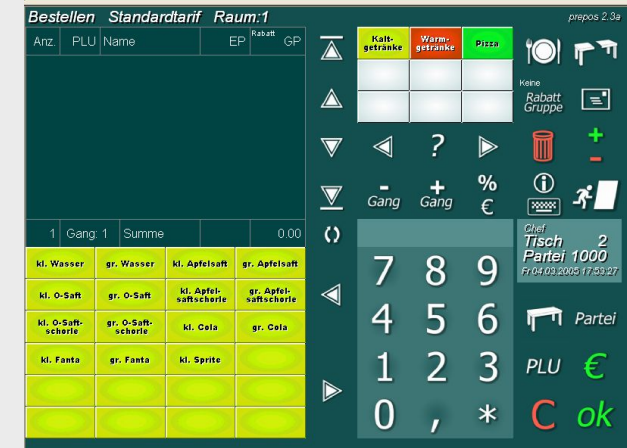 Bestellen Standardtarif Raum:1
prepos 2.3a
Anz. PLU Name EP Rabatt GP
Kalt-
getränke
Warm-
getränke
Pizza
Keine
Rabatt
Gruppe
+
-
?
-
Gang
+
Gang
%
€
1 Gang: 1 Summe 0.00
Chef
Tisch 2
Partei 1000
Fr.04.03.2005 17:53:27
kl. Wasser gr. Wasser kl. Apfelsaft gr. Apfelsaft
kl. O-Saft gr. O-Saft kl. Apfel-
saftschorle gr. Apfel-
saftschorle
kl. O-Saft-
schorle gr. O-Saft-
schorle kl. Cola gr. Cola
kl. Fanta gr. Fanta kl. Sprite
7 8 9
4 5 6
1 2 3
0 , *
Partei
PLU €
C ok